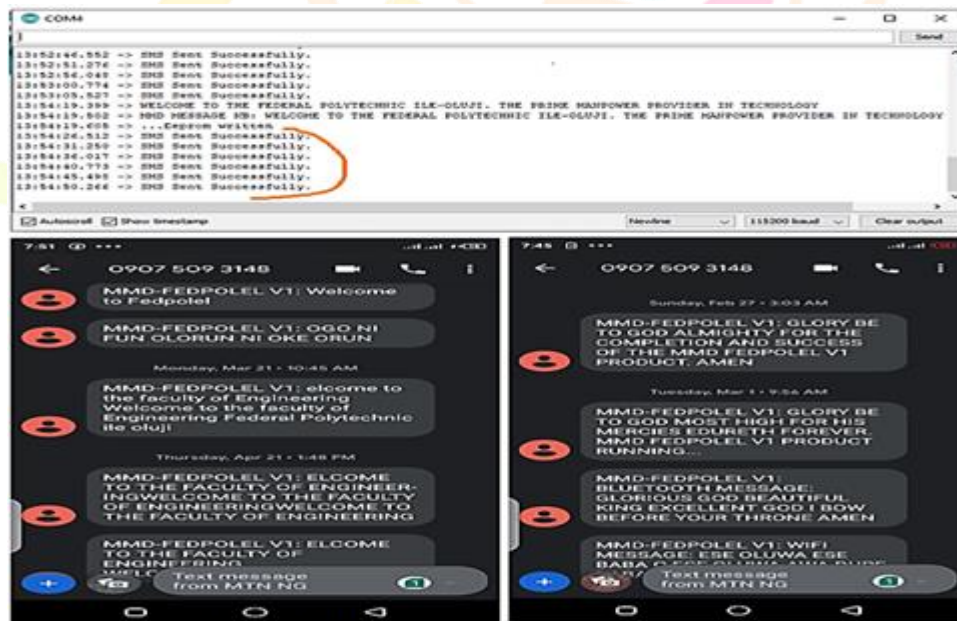 COM4
Send
13:52:46.552 -> SMS Sent Successfully.
13:52:51.276 -> SMS Sent Successfully.
13:52:56.048 -> SMS Sent Successfully.
13:53:00.774 -> SMS Sent Successfully.
13:53:05.527 -> SMS Sent Successfully.
13:54:19.399 -> WELCOME TO THE FEDERAL POLYTECHNIC ILE-OLUJI. THE PRIME MANPOWER PROVIDER IN TECHNOLOGY
13:54:19.502 -> MMD MESSAGE NB: WELCOME TO THE FEDERAL POLYTECHNIC ILE-OLUJI. THE PRIME MANPOWER PROVIDER IN TECHNOLOGY
13:54:19.605 -> ...Eeprom written
13:54:26.512 -> SMS Sent Successfully.
13:54:31.250 -> SMS Sent Successfully.
13:54:36.017 -> SMS Sent Successfully.
13:54:40.773 -> SMS Sent Successfully.
13:54:45.495 -> SMS Sent Successfully.
13:54:50.266 -> SMS Sent Successfully.
Autoscroll Show timestamp Newline 115200 baud Clear output
7:51
0907 509 3148
MMD-FEDPOLEL V1: Welcome
to Fedpolel
MMD-FEDPOLEL V1: OGO NI
FUN OLORUN NI OKE ORUN
Monday, Mar 21 • 10:45 AM
MMD-FEDPOLEL V1: elcome to
the faculty of Engineering
Welcome to the faculty of
Engineering Federal Polytechnic
ile oluji
Thursday, Apr 21 • 1:48 PM
MMD-FEDPOLEL V1: ELCOME
TO THE FACULTY OF ENGINEER-
INGWELCOME TO THE FACULTY
OF ENGINEERINGWELCOME TO
THE FACULTY OF ENGINEERING
MMD-FEDPOLEL V1: ELCOME
TO THE FACULTY OF
ENGINEERING
Text message
from MTN NG
1
7:45
0907 509 3148
Sunday, Feb 27 • 3:03 AM
MMD-FEDPOLEL V1: GLORY BE
TO GOD ALMIGHTY FOR THE
COMPLETION AND SUCCESS
OF THE MMD FEDPOLEL V1
PRODUCT, AMEN
Tuesday, Mar 1 • 9:56 AM
MMD-FEDPOLEL V1: GLORY BE
TO GOD MOST HIGH FOR HIS
MERCIES EDURETH FOREVER.
MMD FEDPOLEL V1 PRODUCT
RUNNING...
MMD-FEDPOLEL V1:
BLUETOOTH MESSAGE:
GLORIOUS GOD BEAUTIFUL
KING EXCELLENT GOD I BOW
BEFORE YOUR THRONE AMEN
MMD-FEDPOLEL V1: WIFI
MESSAGE: ESE OLUWA ESE
Text message
from MTN NG
1